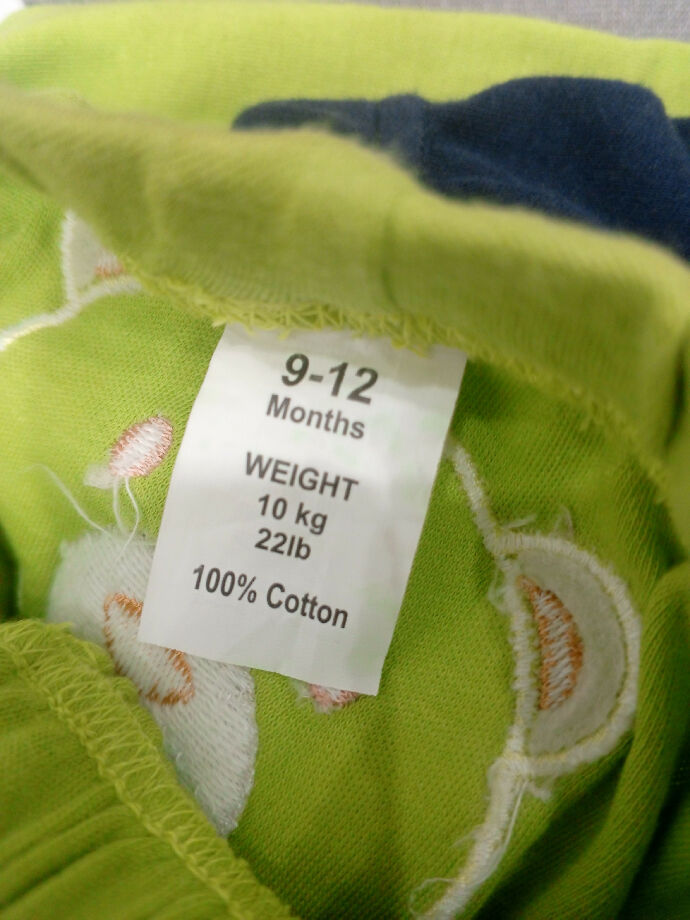 9-12
Months
WEIGHT
10 kg
22lb
100% Cotton